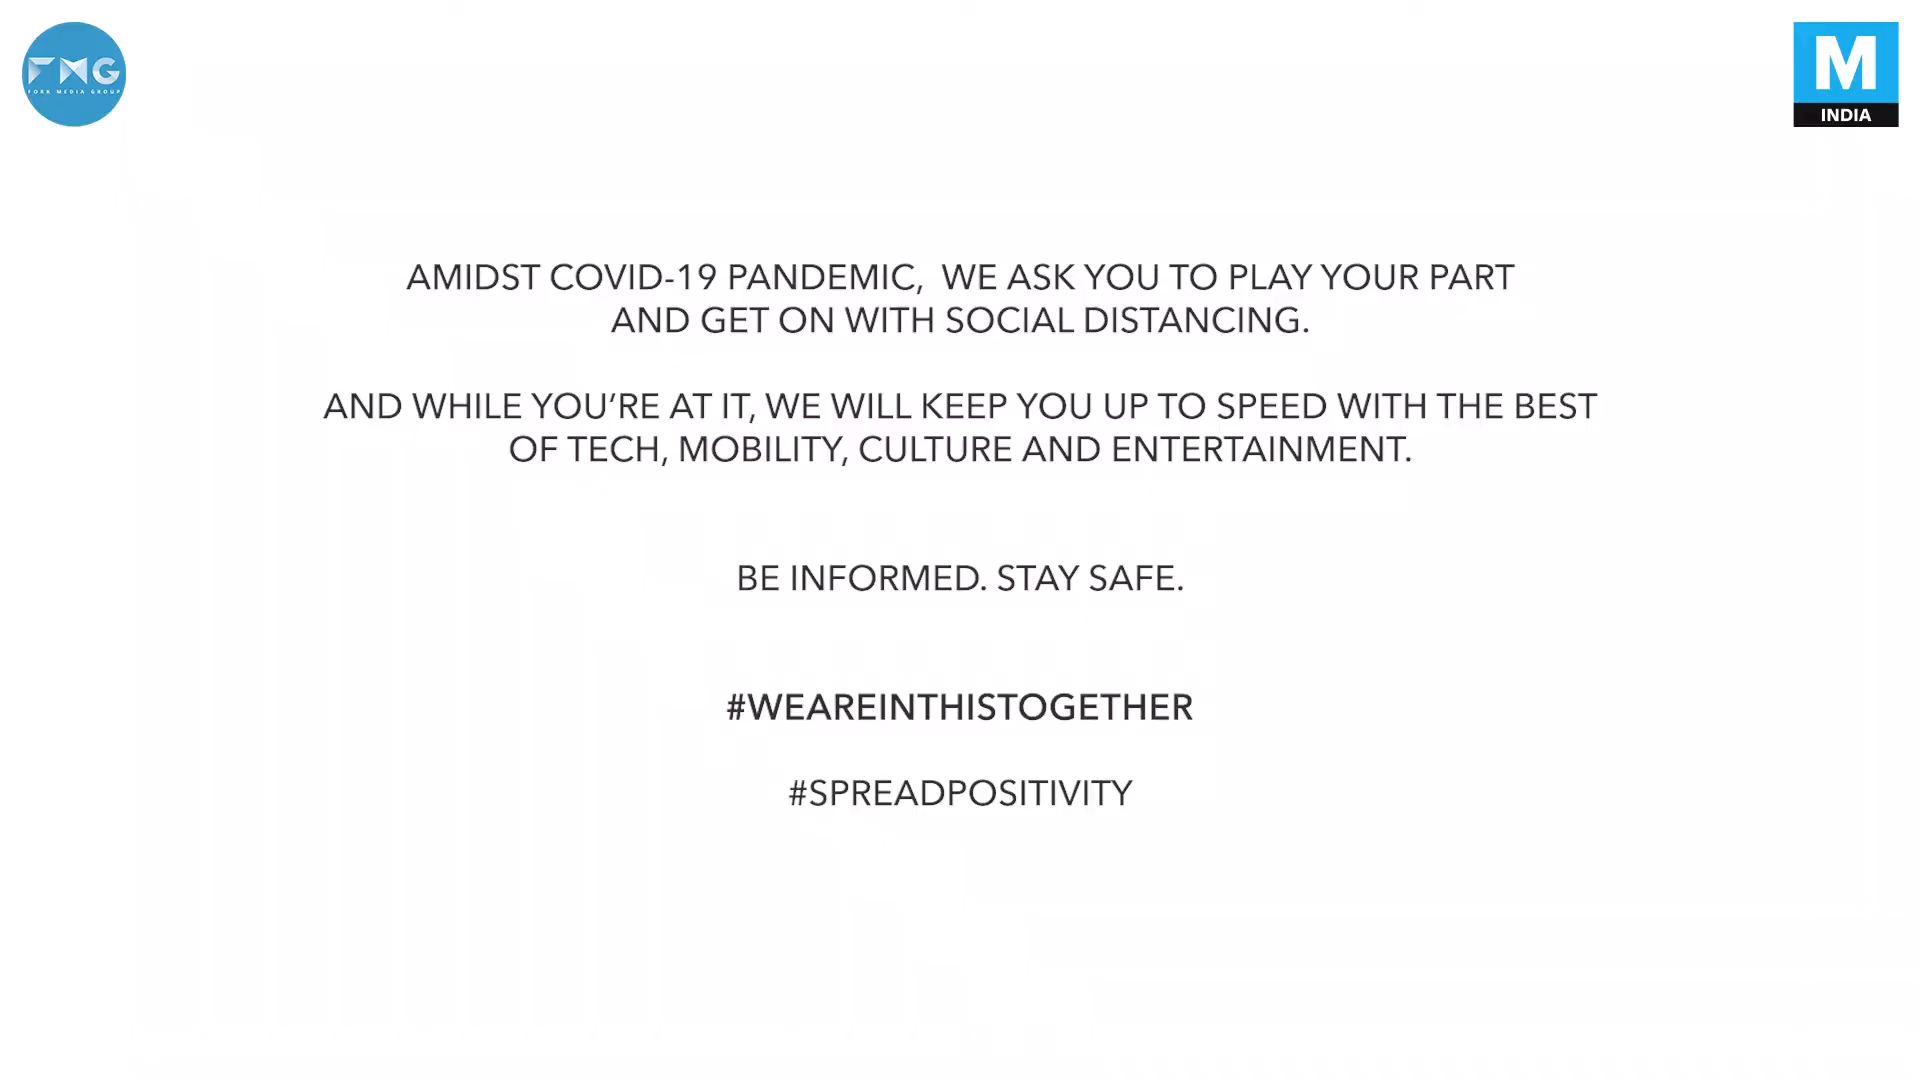 FMG
FORK MEDIA GROUP
M
INDIA
AMIDST COVID-19 PANDEMIC, WE ASK YOU TO PLAY YOUR PART
AND GET ON WITH SOCIAL DISTANCING.
AND WHILE YOU’RE AT IT, WE WILL KEEP YOU UP TO SPEED WITH THE BEST
OF TECH, MOBILITY, CULTURE AND ENTERTAINMENT.
BE INFORMED. STAY SAFE.
#WEAREINTHISTOGETHER
#SPREADPOSITIVITY